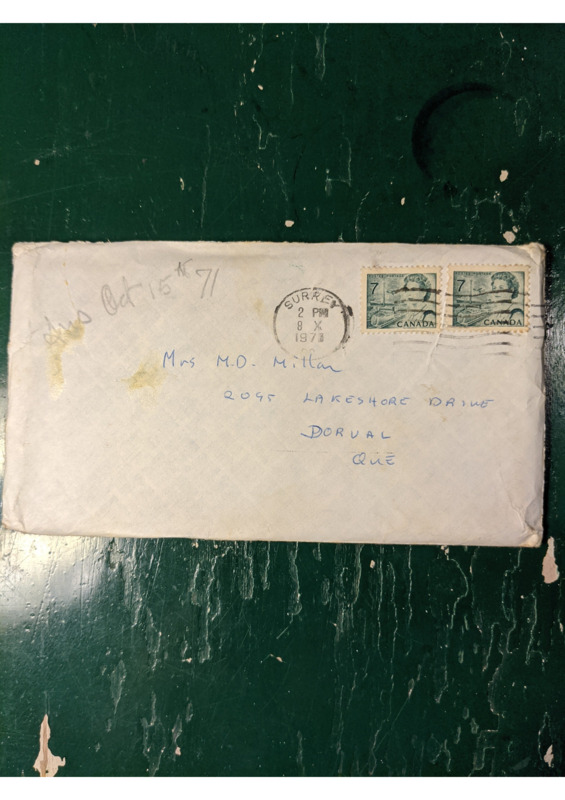 Ans Oct 15th 71
SURREY
2 PM
8 X
1971
7
CANADA
7
CANADA
Mrs M.D. Millar
2095 LAKESHORE DRIVE
DORVAL
QUÉ